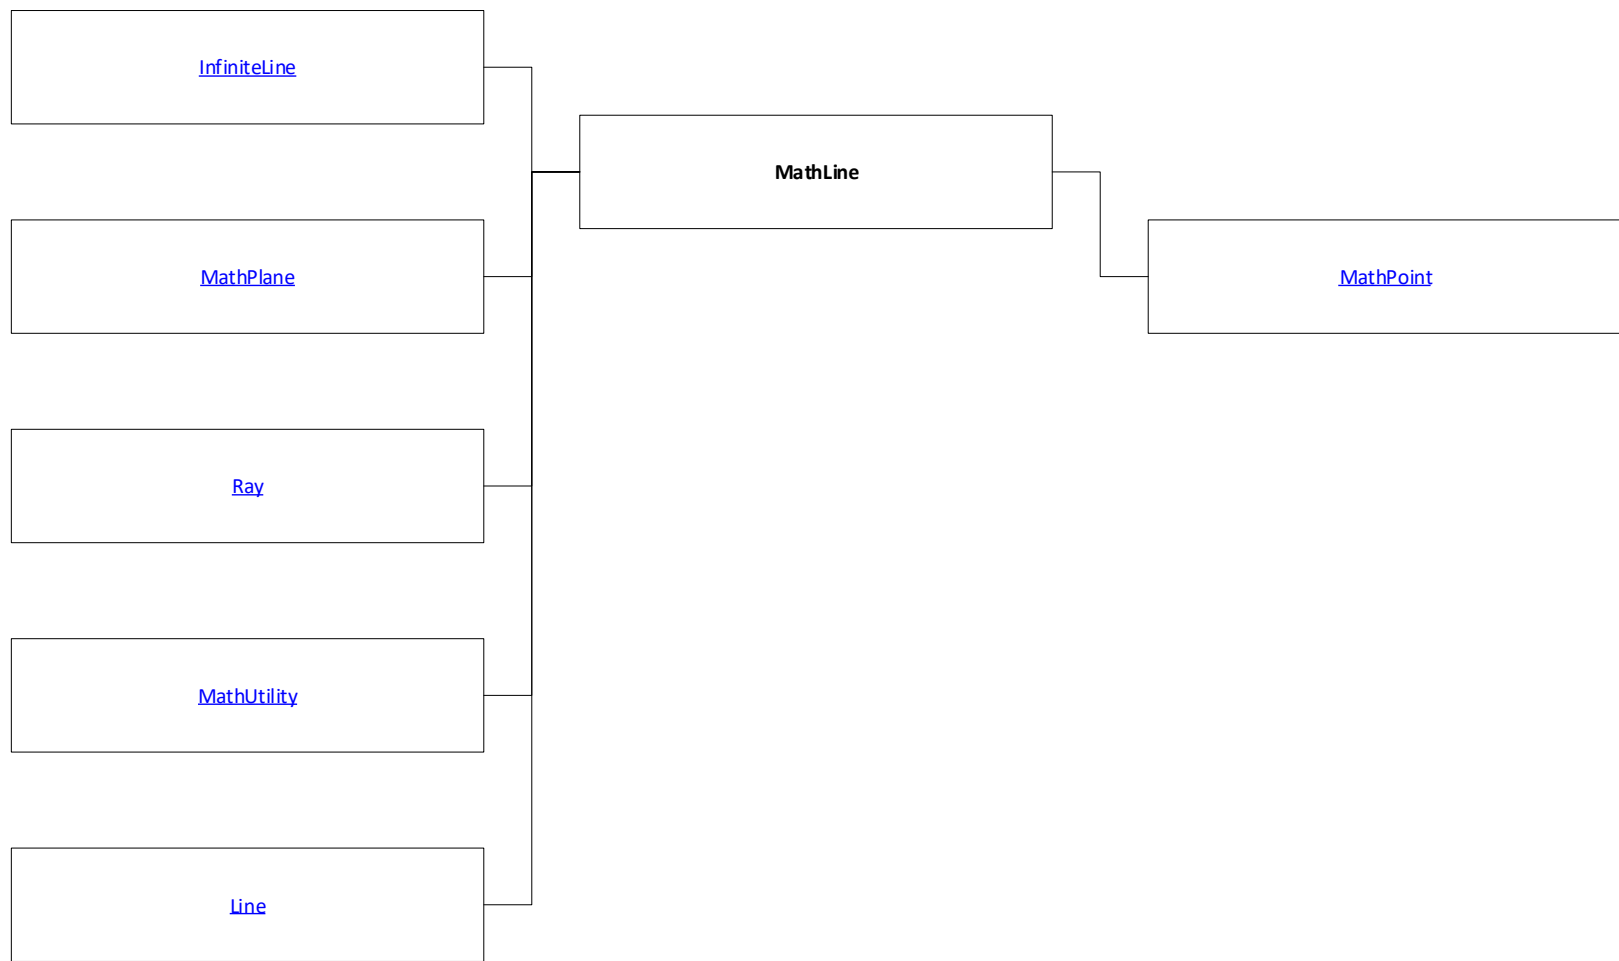 InfiniteLine
MathLine
MathPlane
MathPoint
Ray
MathUtility
Line